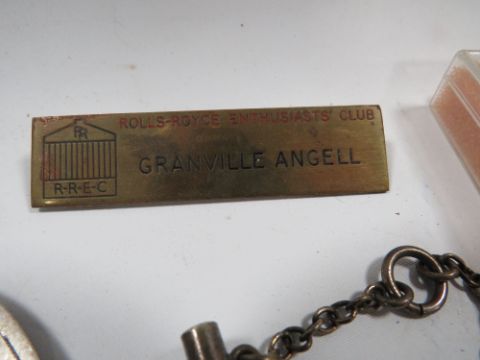 ROLLS-ROYCE ENTHUSIASTS' CLUB
RR
GRANVILLE ANGELL
R-R-E-C